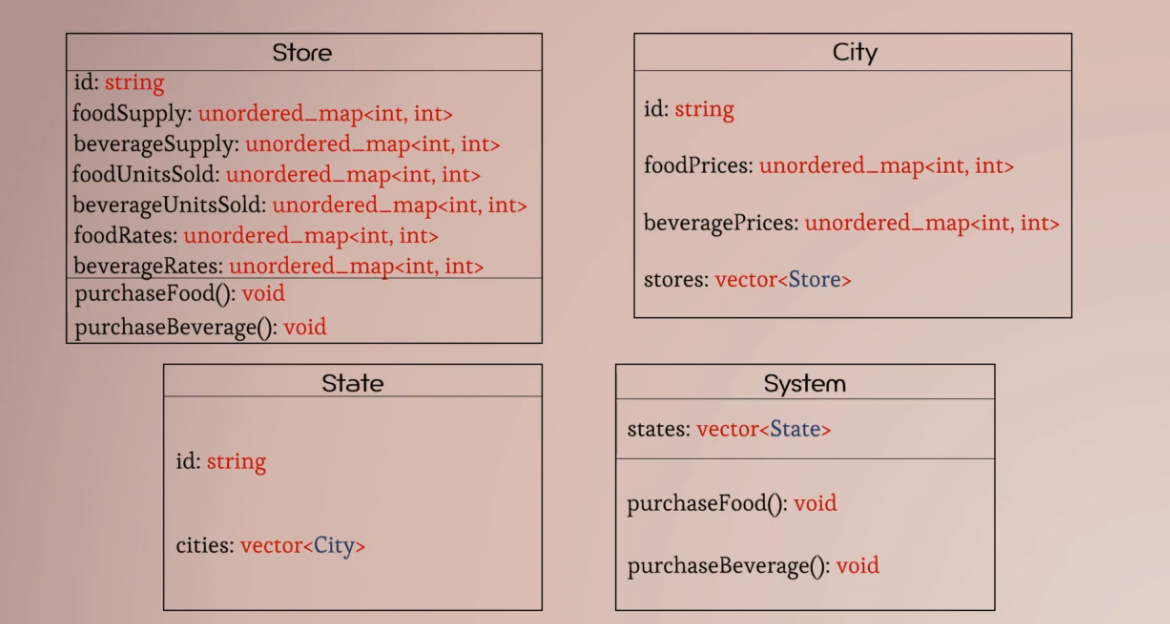 Store
id: string
foodSupply: unordered_map<int, int>
beverageSupply: unordered_map<int, int>
foodUnitsSold: unordered_map<int, int>
beverageUnitsSold: unordered_map<int, int>
foodRates: unordered_map<int, int>
beverageRates: unordered_map<int, int>
purchaseFood(): void
purchaseBeverage(): void
City
id: string
foodPrices: unordered_map<int, int>
beveragePrices: unordered_map<int, int>
stores: vector<Store>
State
id: string
cities: vector<City>
System
states: vector<State>
purchaseFood(): void
purchaseBeverage(): void